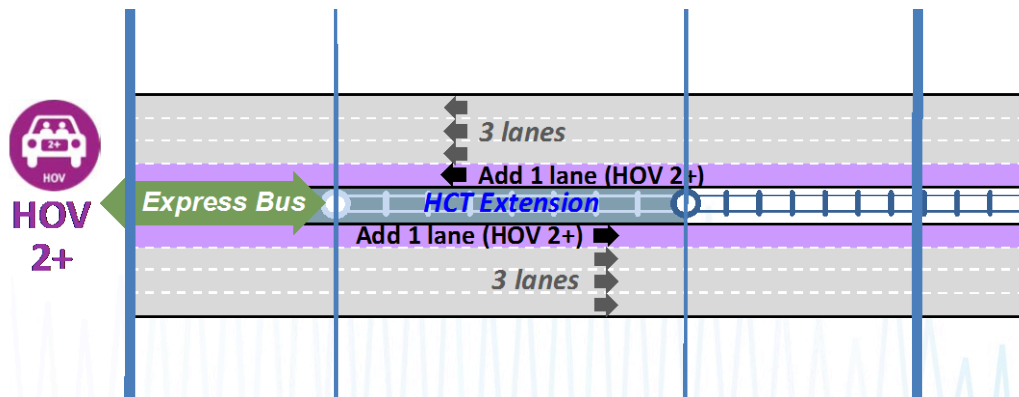 3 lanes
2+
HOV
Add 1 lane (HOV 2+)
HOV
2+
Express Bus
HCT Extension
Add 1 lane (HOV 2+)
3 lanes